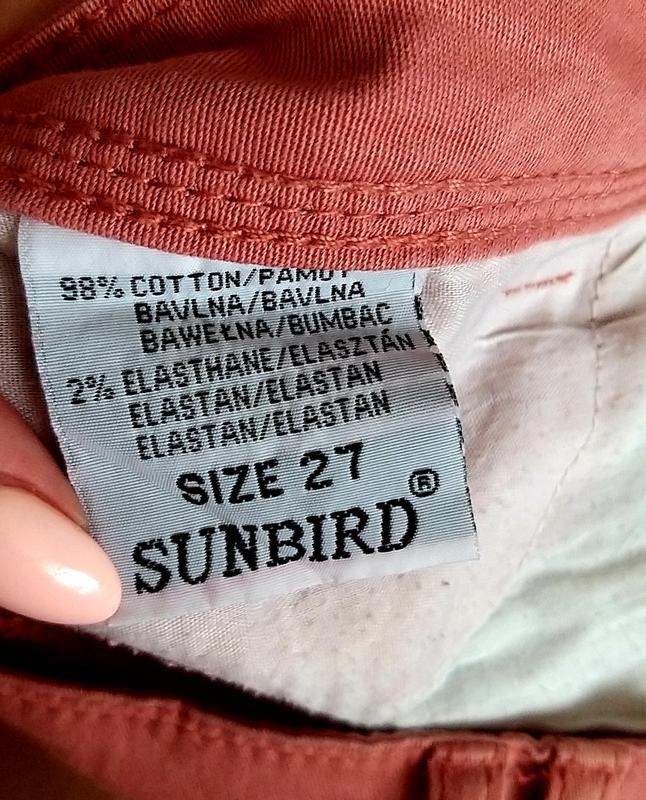 98% COTTON/PAMUT
BAVLNA/BAVLNA
BAWEŁNA/BUMBAC
2% ELASTHANE/ELASZTÁN
ELASTAN/ELASTAN
ELASTAN/ELASTAN
SIZE 27
SUNBIRD®